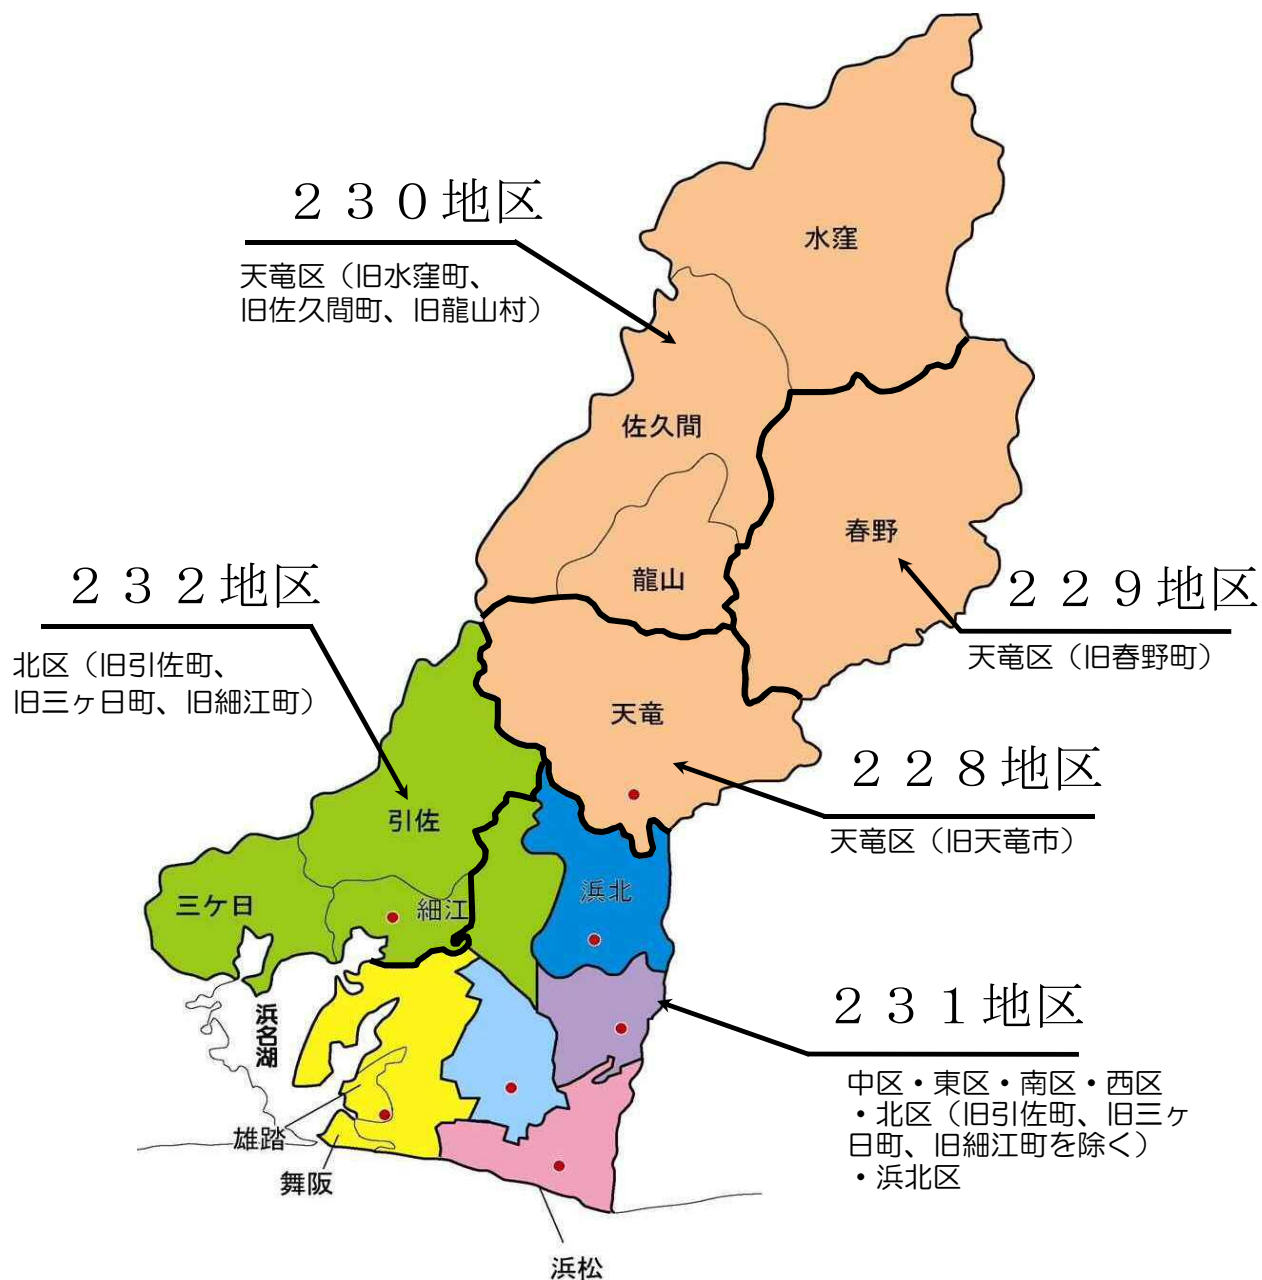 ２３０地区
天竜区（旧水窪町、
旧佐久間町、旧龍山村）
水窪
佐久間
春野
龍山
２３２地区
北区（旧引佐町、
旧三ヶ日町、旧細江町）
２２９地区
天竜区（旧春野町）
天竜
２２８地区
天竜区（旧天竜市）
引佐
三ケ日
細江
浜北
浜名湖
２３１地区
中区・東区・南区・西区
・北区（旧引佐町、旧三ヶ
日町、旧細江町を除く）
・浜北区
雄踏
舞阪
浜松